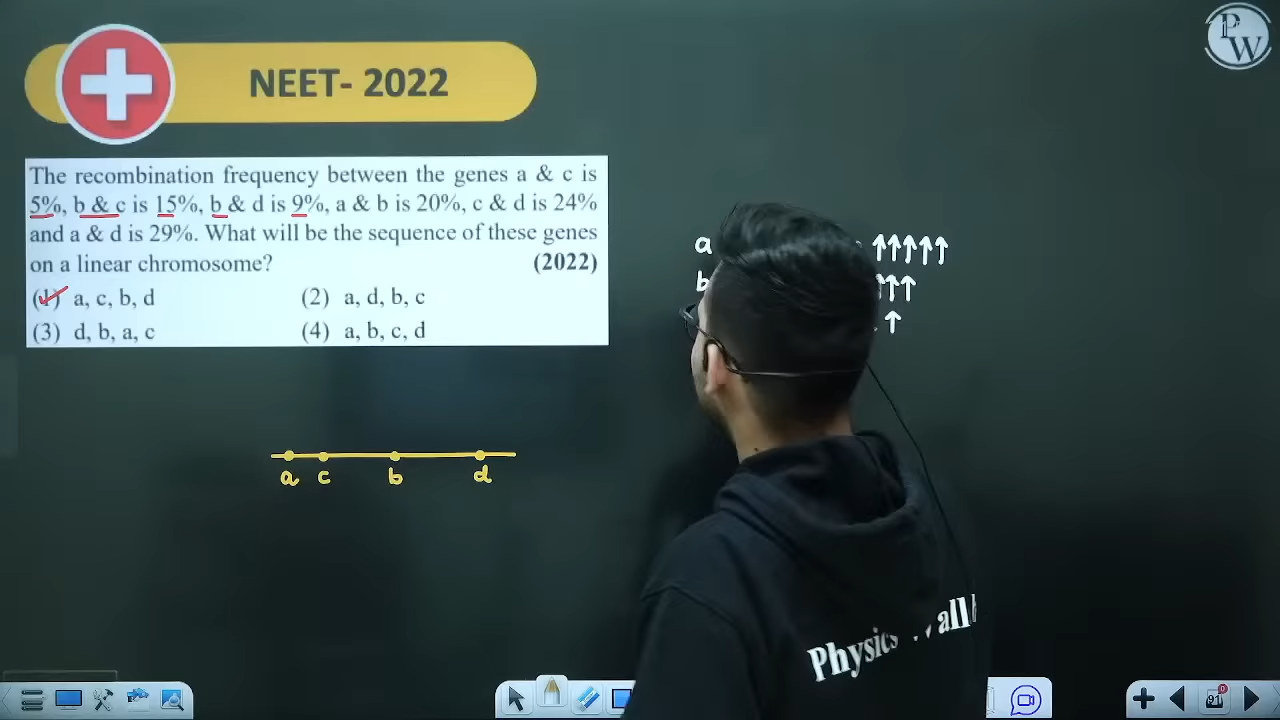 PW
NEET- 2022
The recombination frequency between the genes a & c is
5%, b & c is 15%, b & d is 9%, a & b is 20%, c & d is 24%
and a & d is 29%. What will be the sequence of these genes
on a linear chromosome? (2022)
(1) a, c, b, d (2) a, d, b, c
(3) d, b, a, c (4) a, b, c, d
a ↑↑↑↑↑
b ↑↑↑
↑
a c b d
Physics
91